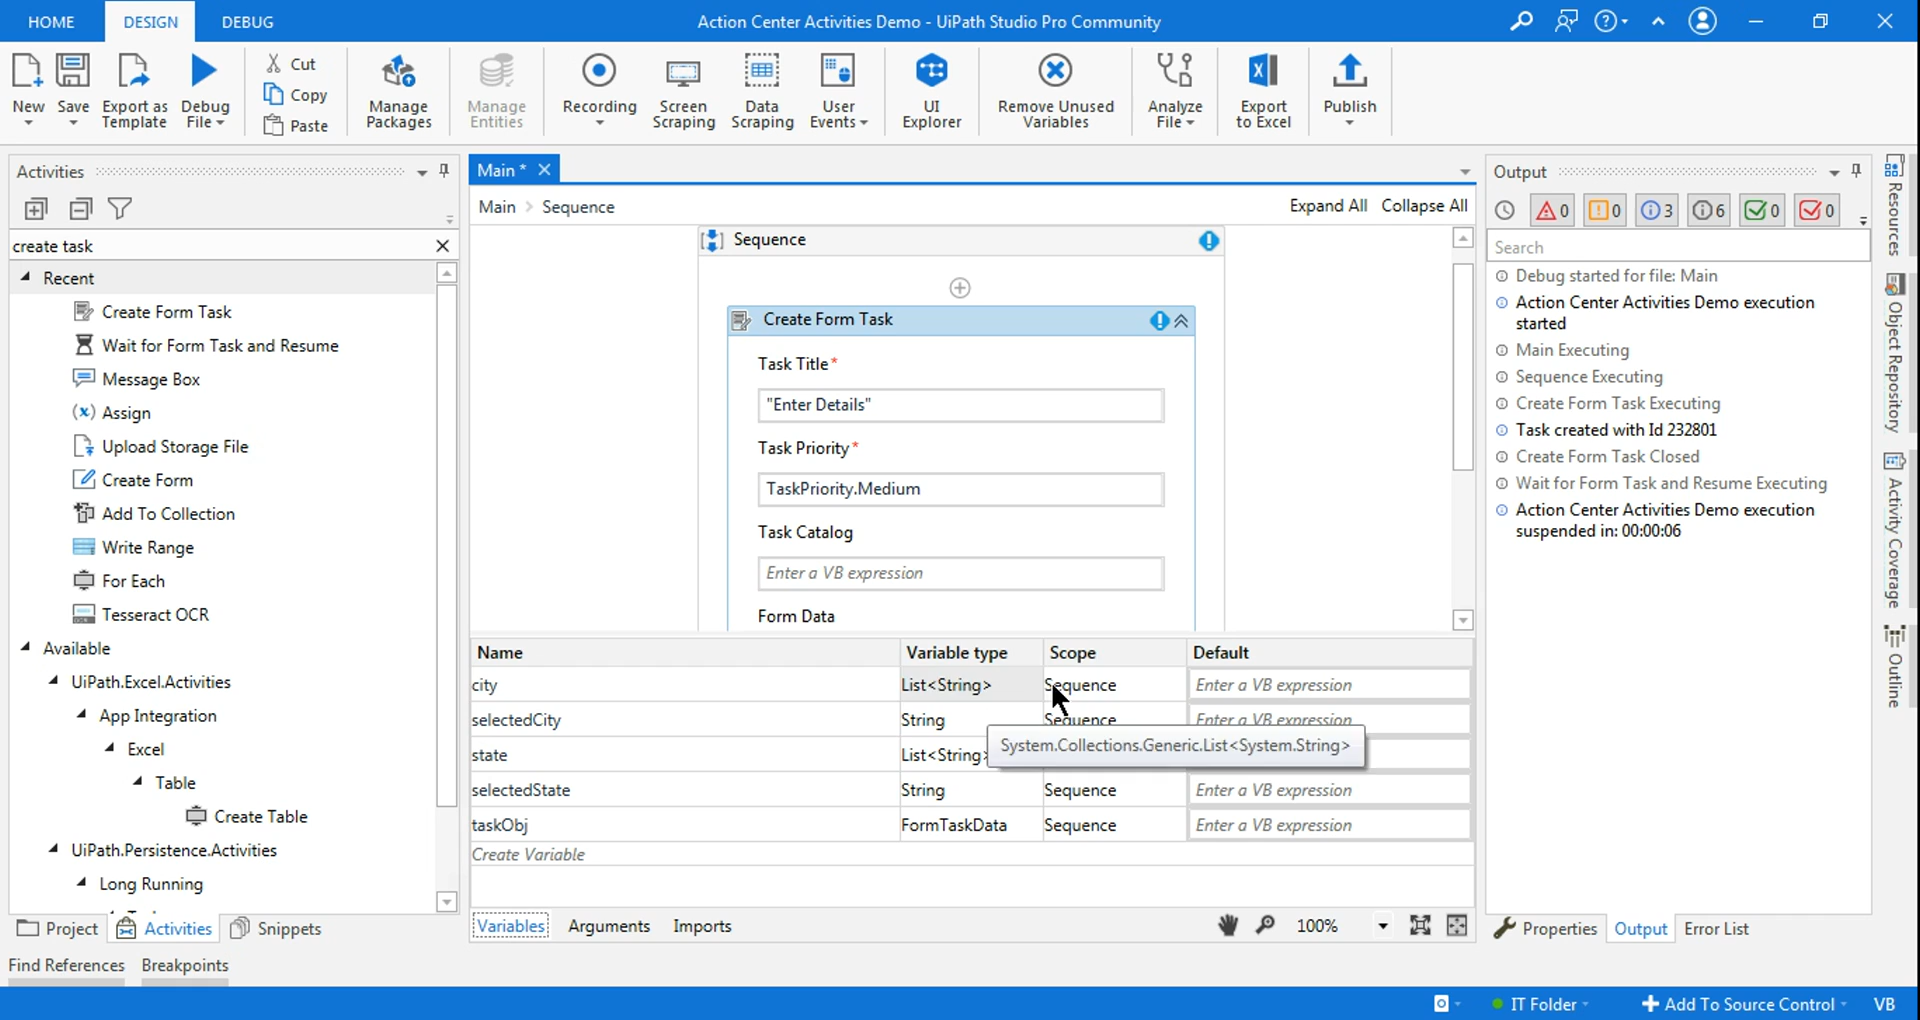 HOME DESIGN DEBUG Action Center Activities Demo - UiPath Studio Pro Community
New Save Export as Template Debug File Cut Copy Paste Manage Packages Manage Entities Recording Screen Scraping Data Scraping User Events UI Explorer Remove Unused Variables Analyze File Export to Excel Publish
Activities
create task
Recent
Create Form Task
Wait for Form Task and Resume
Message Box
Assign
Upload Storage File
Create Form
Add To Collection
Write Range
For Each
Tesseract OCR
Available
UiPath.Excel.Activities
App Integration
Excel
Table
Create Table
UiPath.Persistence.Activities
Long Running
Project Activities Snippets
Main *
Main > Sequence Expand All Collapse All
Sequence
Create Form Task
Task Title*
"Enter Details"
Task Priority*
TaskPriority.Medium
Task Catalog
Enter a VB expression
Form Data
Name Variable type Scope Default
city List<String> Sequence Enter a VB expression
selectedCity String Sequence Enter a VB expression
System.Collections.Generic.List<System.String>
state List<String>
selectedState String Sequence Enter a VB expression
taskObj FormTaskData Sequence Enter a VB expression
Create Variable
Variables Arguments Imports 100%
Output
0 0 3 6 0 0
Search
Debug started for file: Main
Action Center Activities Demo execution
started
Main Executing
Sequence Executing
Create Form Task Executing
Task created with Id 232801
Create Form Task Closed
Wait for Form Task and Resume Executing
Action Center Activities Demo execution
suspended in: 00:00:06
Properties Output Error List
Resources
Object Repository
Activity Coverage
Outline
Find References Breakpoints
IT Folder Add To Source Control VB